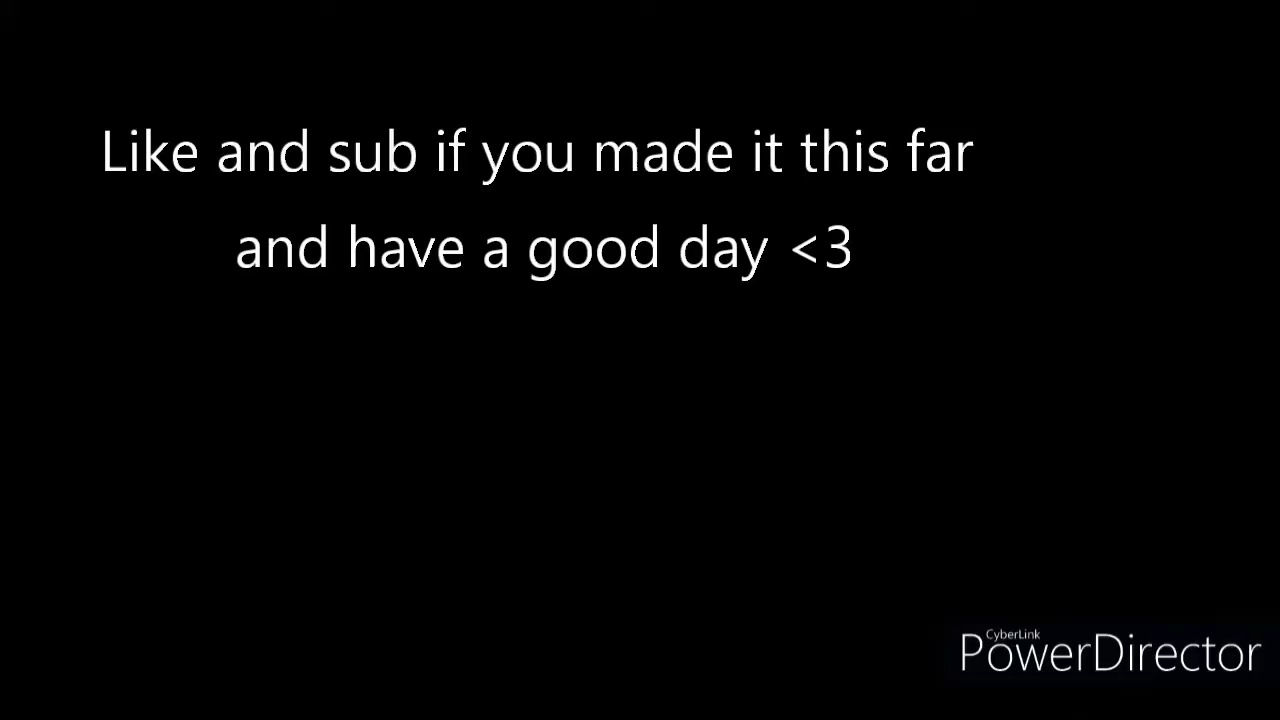 Like and sub if you made it this far
and have a good day <3
CyberLink
PowerDirector